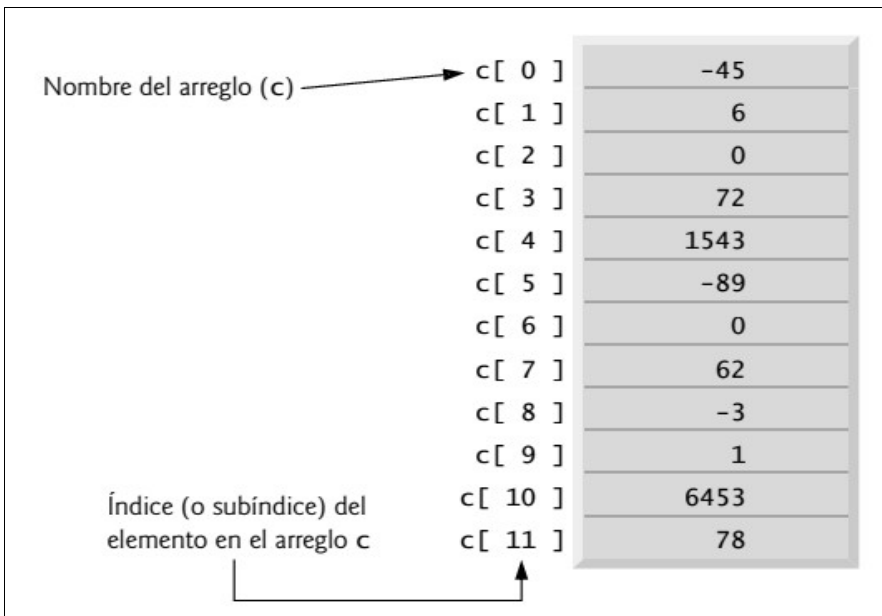 Nombre del arreglo (c)
c[ 0 ] -45
c[ 1 ] 6
c[ 2 ] 0
c[ 3 ] 72
c[ 4 ] 1543
c[ 5 ] -89
c[ 6 ] 0
c[ 7 ] 62
c[ 8 ] -3
c[ 9 ] 1
c[ 10 ] 6453
c[ 11 ] 78
Índice (o subíndice) del
elemento en el arreglo c